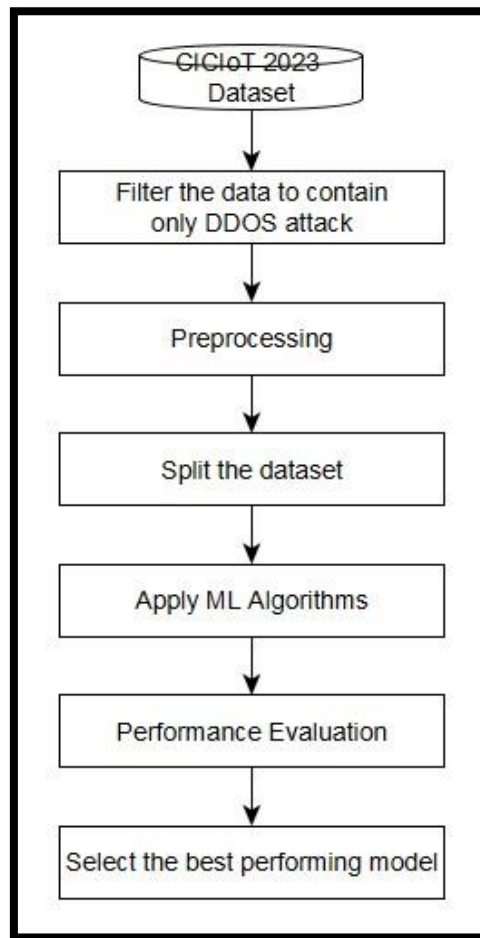 CICIoT 2023
Dataset
Filter the data to contain
only DDOS attack
Preprocessing
Split the dataset
Apply ML Algorithms
Performance Evaluation
Select the best performing model